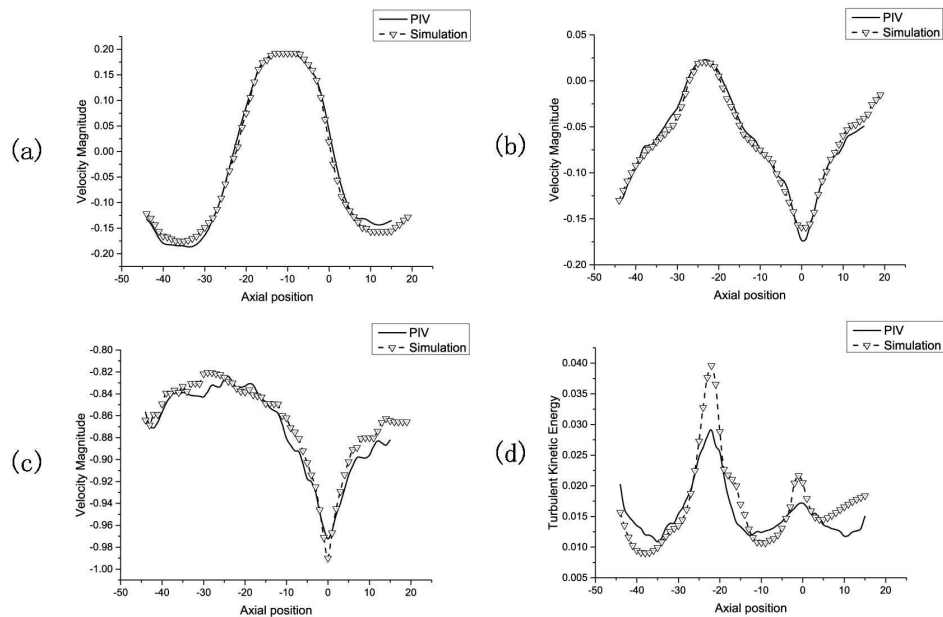 (a)
PIV
Simulation
Velocity Magnitude
0.20
0.15
0.10
0.05
0.00
-0.05
-0.10
-0.15
-0.20
-50 -40 -30 -20 -10 0 10 20
Axial position
(b)
PIV
Simulation
Velocity Magnitude
0.05
0.00
-0.05
-0.10
-0.15
-0.20
-50 -40 -30 -20 -10 0 10 20
Axial position
(c)
PIV
Simulation
Velocity Magnitude
-0.80
-0.82
-0.84
-0.86
-0.88
-0.90
-0.92
-0.94
-0.96
-0.98
-1.00
-50 -40 -30 -20 -10 0 10 20
Axial position
(d)
PIV
Simulation
Turbulent Kinetic Energy
0.040
0.035
0.030
0.025
0.020
0.015
0.010
0.005
-50 -40 -30 -20 -10 0 10 20
Axial position